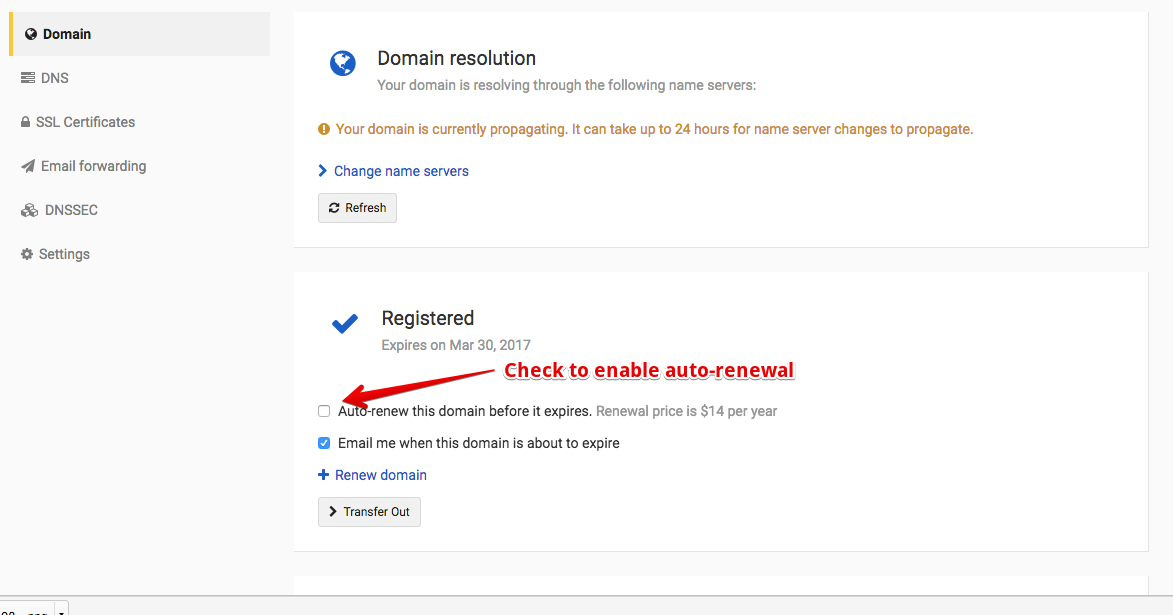 Domain
DNS
SSL Certificates
Email forwarding
DNSSEC
Settings
Domain resolution
Your domain is resolving through the following name servers:
Your domain is currently propagating. It can take up to 24 hours for name server changes to propagate.
Change name servers
Refresh
Registered
Expires on Mar 30, 2017
Check to enable auto-renewal
Auto-renew this domain before it expires. Renewal price is $14 per year
Email me when this domain is about to expire
Renew domain
Transfer Out